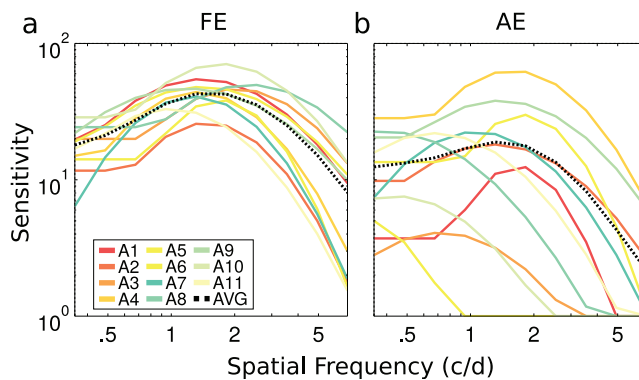 a FE b AE
10²
10¹
10⁰
Sensitivity
A1 A5 A9
A2 A6 A10
A3 A7 A11
A4 A8 AVG
.5 1 2 5 .5 1 2 5
Spatial Frequency (c/d)